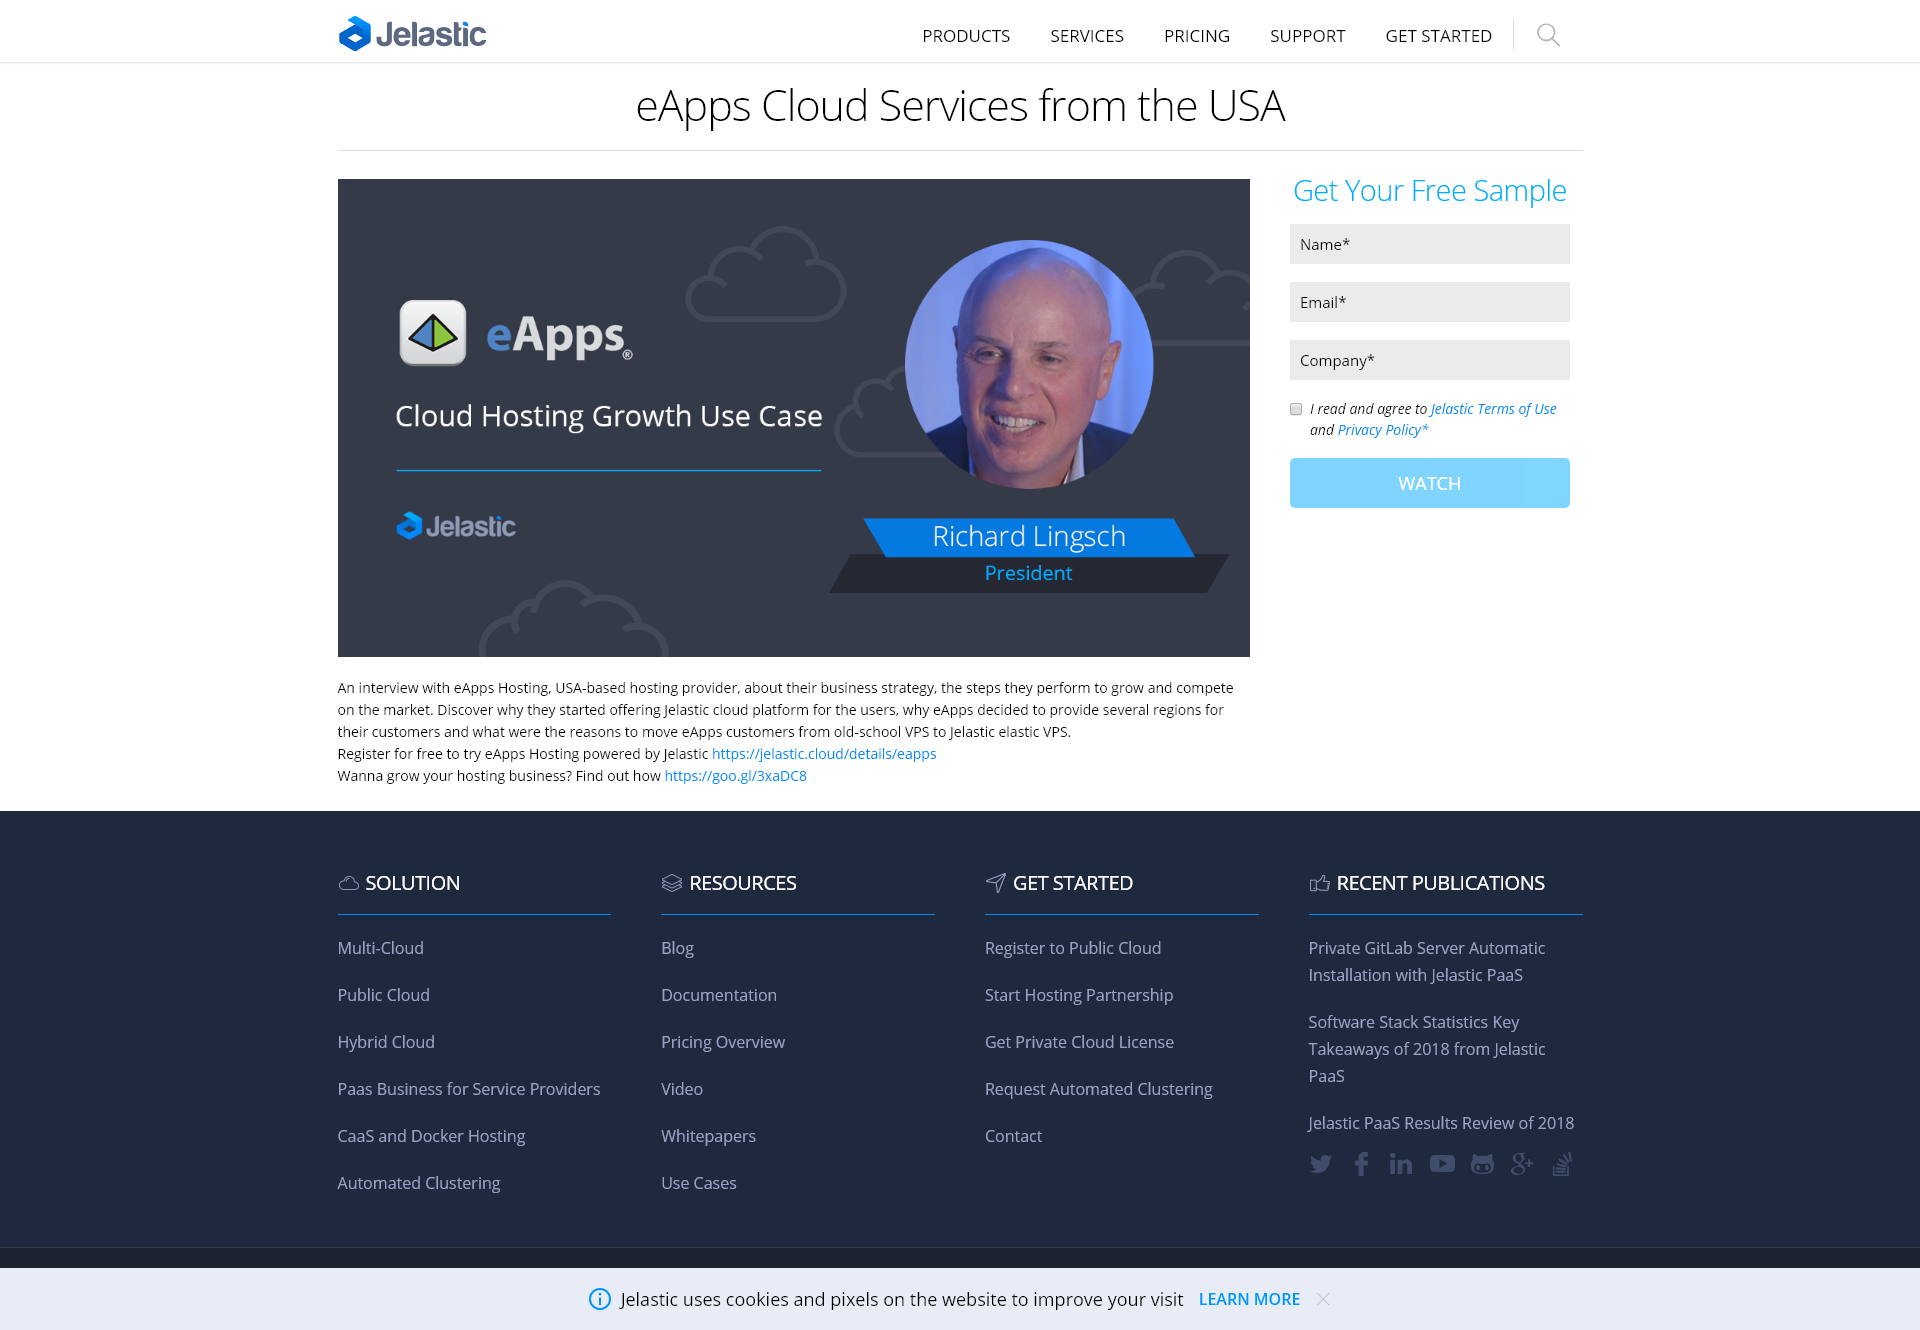 Jelastic
PRODUCTS
SERVICES
PRICING
SUPPORT
GET STARTED
eApps Cloud Services from the USA
eApps®
Cloud Hosting Growth Use Case
Jelastic
Richard Lingsch
President
Get Your Free Sample
Name*
Email*
Company*
I read and agree to Jelastic Terms of Use
and Privacy Policy*
WATCH
An interview with eApps Hosting, USA-based hosting provider, about their business strategy, the steps they perform to grow and compete
on the market. Discover why they started offering Jelastic cloud platform for the users, why eApps decided to provide several regions for
their customers and what were the reasons to move eApps customers from old-school VPS to Jelastic elastic VPS.
Register for free to try eApps Hosting powered by Jelastic https://jelastic.cloud/details/eapps
Wanna grow your hosting business? Find out how https://goo.gl/3xaDC8
SOLUTION
Multi-Cloud
Public Cloud
Hybrid Cloud
Paas Business for Service Providers
CaaS and Docker Hosting
Automated Clustering
RESOURCES
Blog
Documentation
Pricing Overview
Video
Whitepapers
Use Cases
GET STARTED
Register to Public Cloud
Start Hosting Partnership
Get Private Cloud License
Request Automated Clustering
Contact
RECENT PUBLICATIONS
Private GitLab Server Automatic
Installation with Jelastic PaaS
Software Stack Statistics Key
Takeaways of 2018 from Jelastic
PaaS
Jelastic PaaS Results Review of 2018
Jelastic uses cookies and pixels on the website to improve your visit LEARN MORE